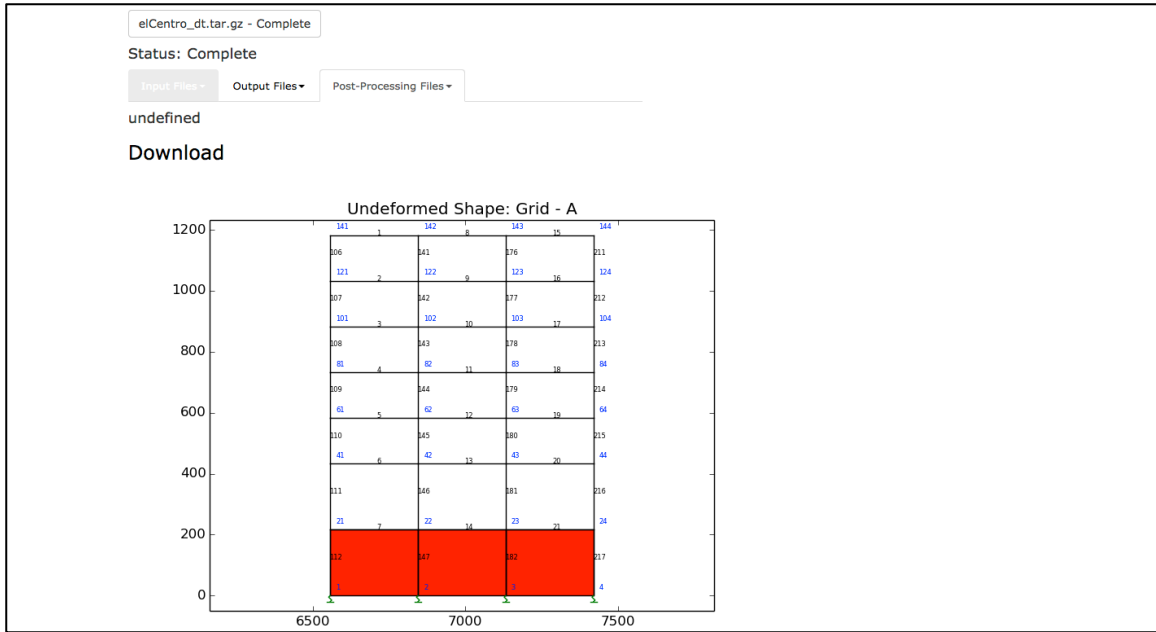 elCentro_dt.tar.gz - Complete
Status: Complete
Input Files Output Files Post-Processing Files
undefined
Download
Undeformed Shape: Grid - A
1200
141 1 142 8 143 15 144
106 141 176 211
121 2 122 9 123 16 124
1000
107 142 177 212
101 3 102 10 103 17 104
108 143 178 213
800
81 4 82 11 83 18 84
109 144 179 214
600
61 5 62 12 63 19 64
110 145 180 215
41 6 42 13 43 20 44
400
111 146 181 216
21 7 22 14 23 21 24
200
112 147 182 217
1 2 3 4
0
6500 7000 7500